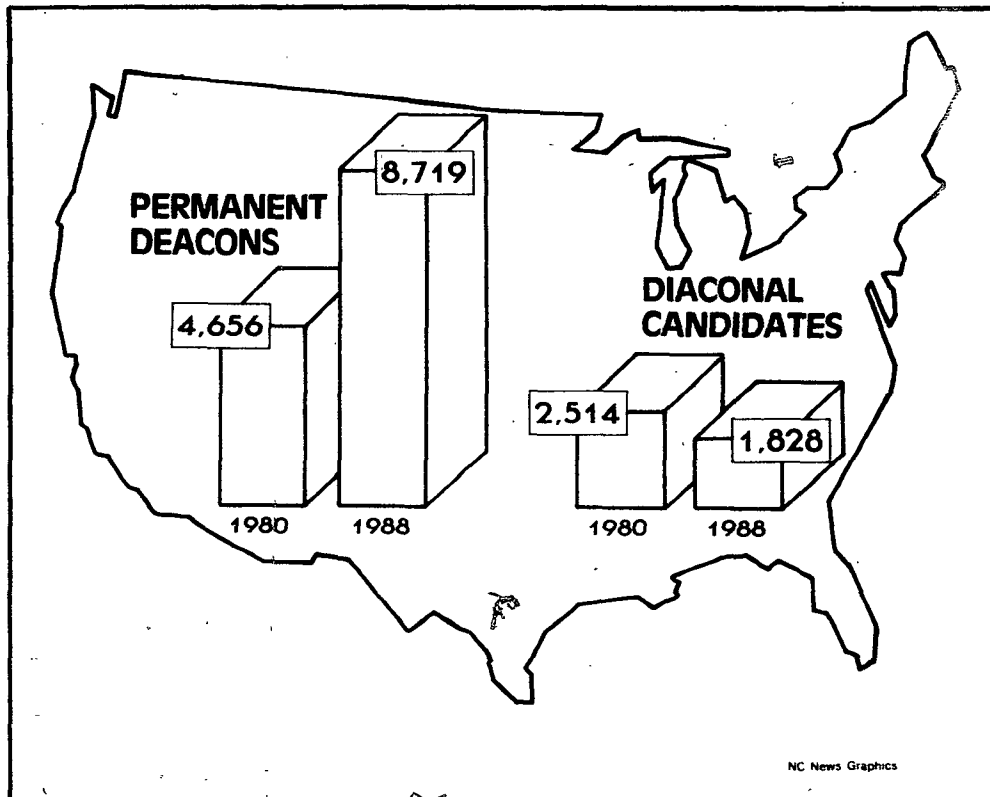 PERMANENT
DEACONS
4,656
8,719
1980
1988
DIACONAL
CANDIDATES
2,514
1,828
1980
1988
NC News Graphics